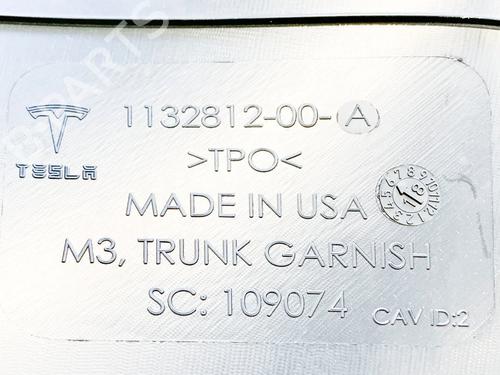 1132812-00-A
TESLA
>TPO<
MADE IN USA
M3, TRUNK GARNISH
SC: 109074
CAV ID:2